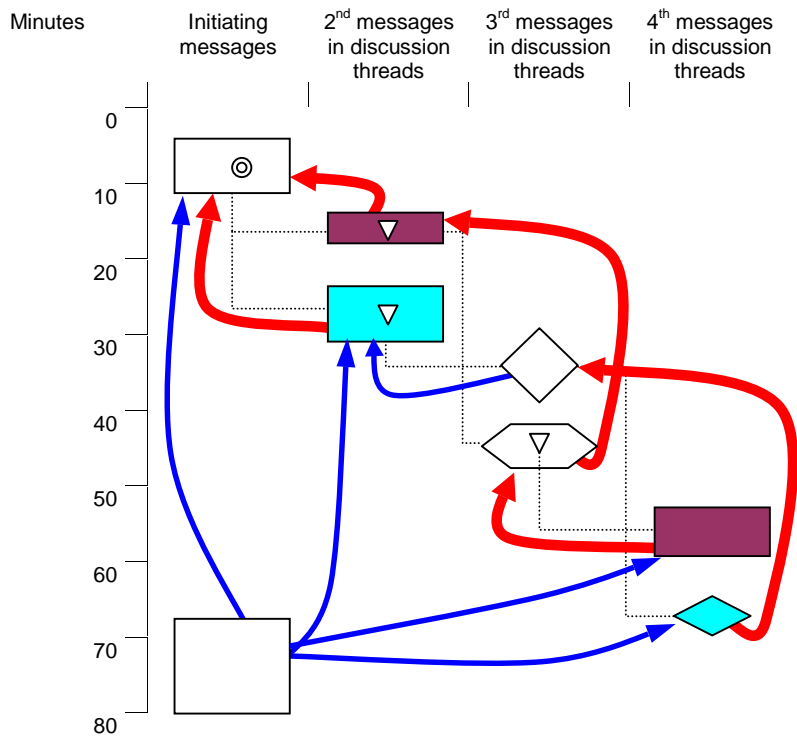 Minutes
Initiating
messages
2nd messages
in discussion
threads
3rd messages
in discussion
threads
4th messages
in discussion
threads
0
10
20
30
40
50
60
70
80